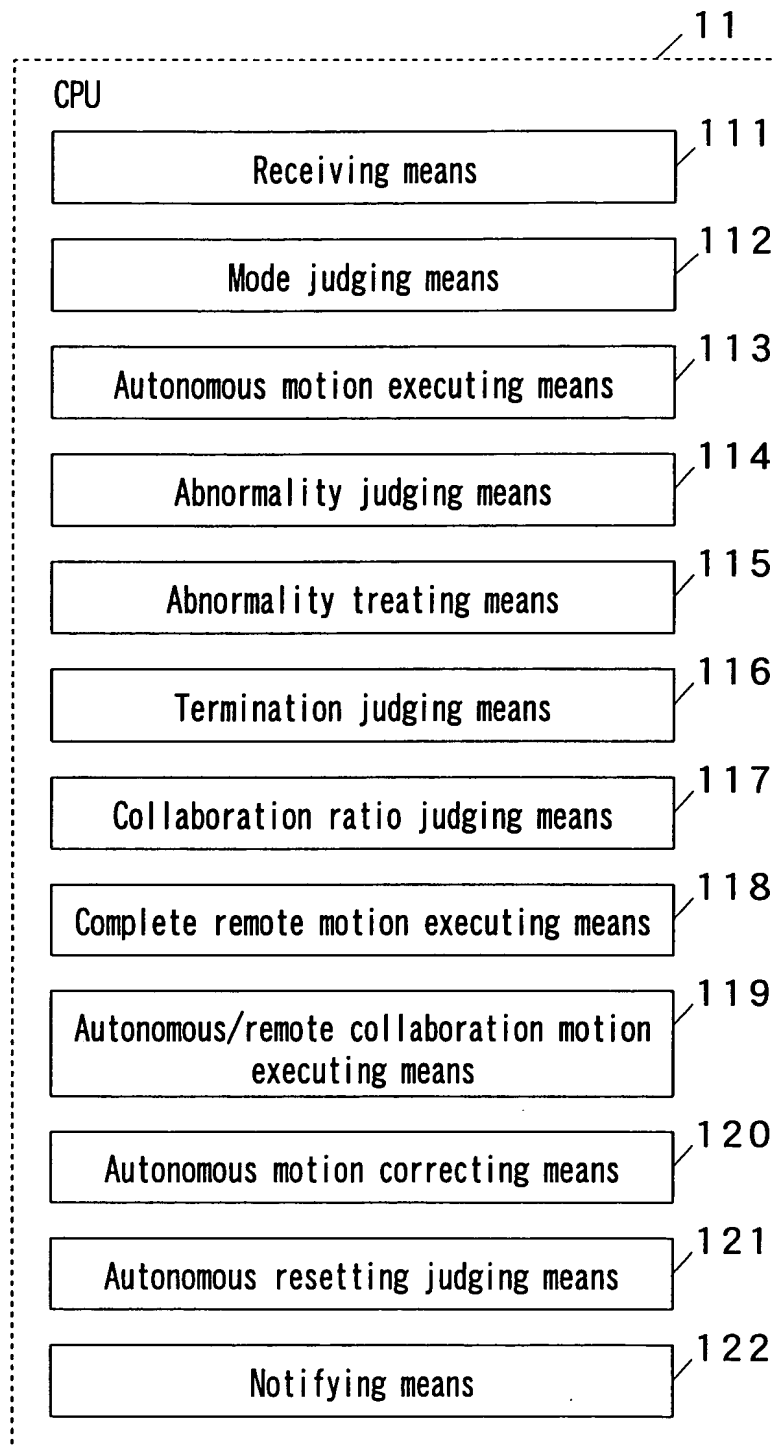 11
CPU
111
Receiving means
112
Mode judging means
113
Autonomous motion executing means
114
Abnormality judging means
115
Abnormality treating means
116
Termination judging means
117
Collaboration ratio judging means
118
Complete remote motion executing means
119
Autonomous/remote collaboration motion
executing means
120
Autonomous motion correcting means
121
Autonomous resetting judging means
122
Notifying means